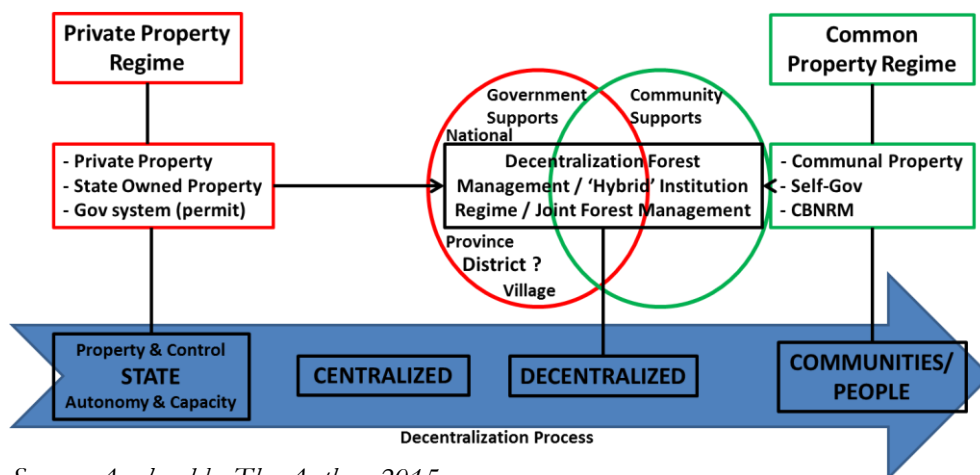 Private Property
Regime
Common
Property Regime
Government
Supports
Community
Supports
National
- Private Property
- State Owned Property
- Gov system (permit)
Decentralization Forest
Management / ‘Hybrid’ Institution
Regime / Joint Forest Management
- Communal Property
- Self-Gov
- CBNRM
Province
District ?
Village
Property & Control
STATE
Autonomy & Capacity
CENTRALIZED
DECENTRALIZED
COMMUNITIES/
PEOPLE
Decentralization Process